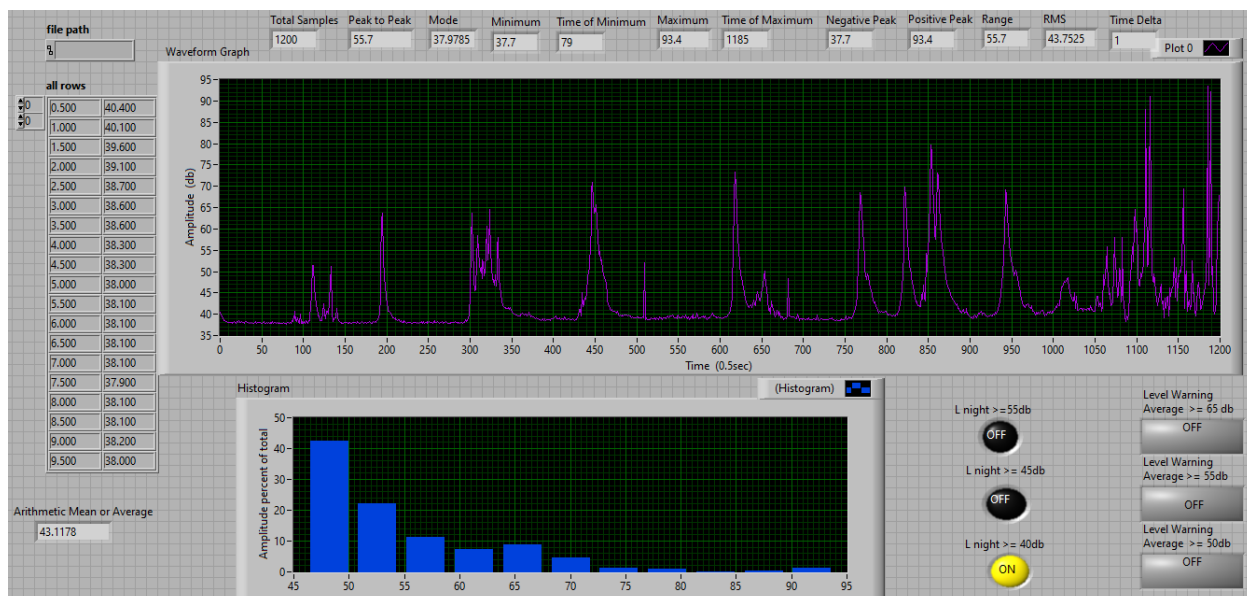 file path
Total Samples Peak to Peak Mode Minimum Time of Minimum Maximum Time of Maximum Negative Peak Positive Peak Range RMS Time Delta
1200 55.7 37.9785 37.7 79 93.4 1185 37.7 93.4 55.7 43.7525 1
Waveform Graph
Plot 0
all rows
0
0
0.500 40.400
1.000 40.100
1.500 39.600
2.000 39.100
2.500 38.700
3.000 38.600
3.500 38.600
4.000 38.300
4.500 38.300
5.000 38.000
5.500 38.100
6.000 38.100
6.500 38.100
7.000 38.100
7.500 37.900
8.000 38.100
8.500 38.100
9.000 38.200
9.500 38.000
Arithmetic Mean or Average
43.1178
95
90
85
80
75
70
65
60
55
50
45
40
35
Amplitude (db)
0 50 100 150 200 250 300 350 400 450 500 550 600 650 700 750 800 850 900 950 1000 1050 1100 1150 1200
Time (0.5sec)
Histogram
(Histogram)
50
40
30
20
10
0
Amplitude percent of total
45 50 55 60 65 70 75 80 85 90 95
L night >=55db
OFF
L night >= 45db
OFF
L night >= 40db
ON
Level Warning
Average >= 65 db
OFF
Level Warning
Average >= 55db
OFF
Level Warning
Average >= 50db
OFF